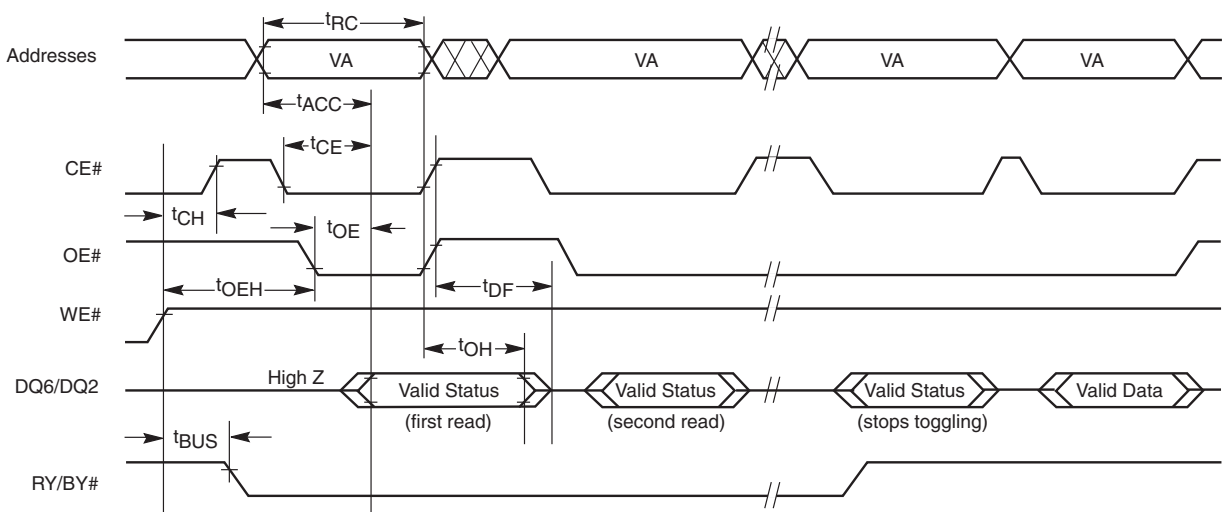 tRC
Addresses VA VA VA VA
tACC
tCE
CE#
tCH tOE
OE#
tOEH tDF
WE#
tOH
DQ6/DQ2 High Z Valid Status Valid Status Valid Status Valid Data
(first read) (second read) (stops toggling)
tBUS
RY/BY#